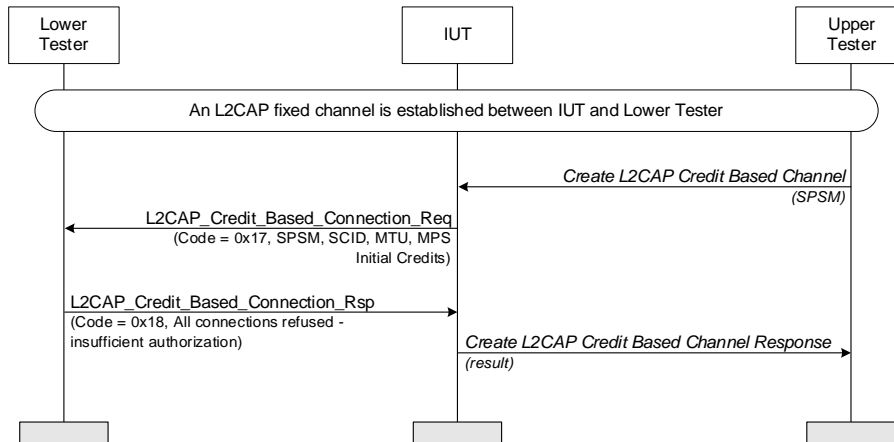 Lower
Tester
IUT
Upper
Tester
An L2CAP fixed channel is established between IUT and Lower Tester
Create L2CAP Credit Based Channel
(SPSM)
L2CAP_Credit_Based_Connection_Req
(Code = 0x17, SPSM, SCID, MTU, MPS
Initial Credits)
L2CAP_Credit_Based_Connection_Rsp
(Code = 0x18, All connections refused -
insufficient authorization)
Create L2CAP Credit Based Channel Response
(result)